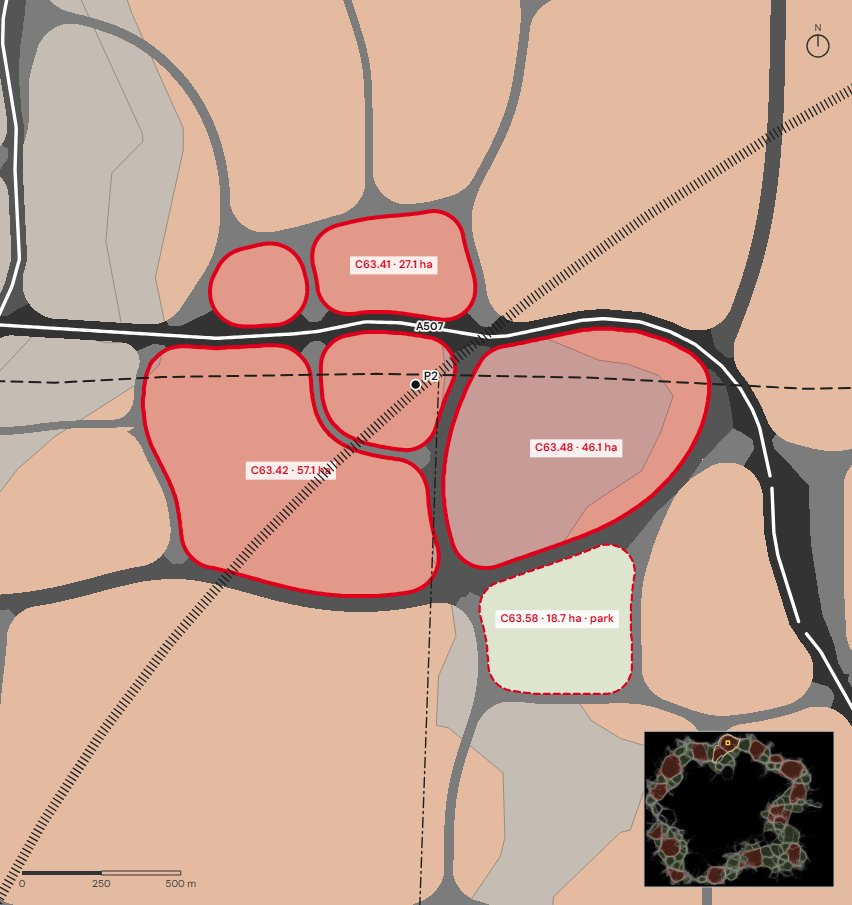 N
C63.41 · 27.1 ha
A507
P2
C63.48 · 46.1 ha
C63.42 · 57.1 ha
C63.58 · 18.7 ha · park
0 250 500 m